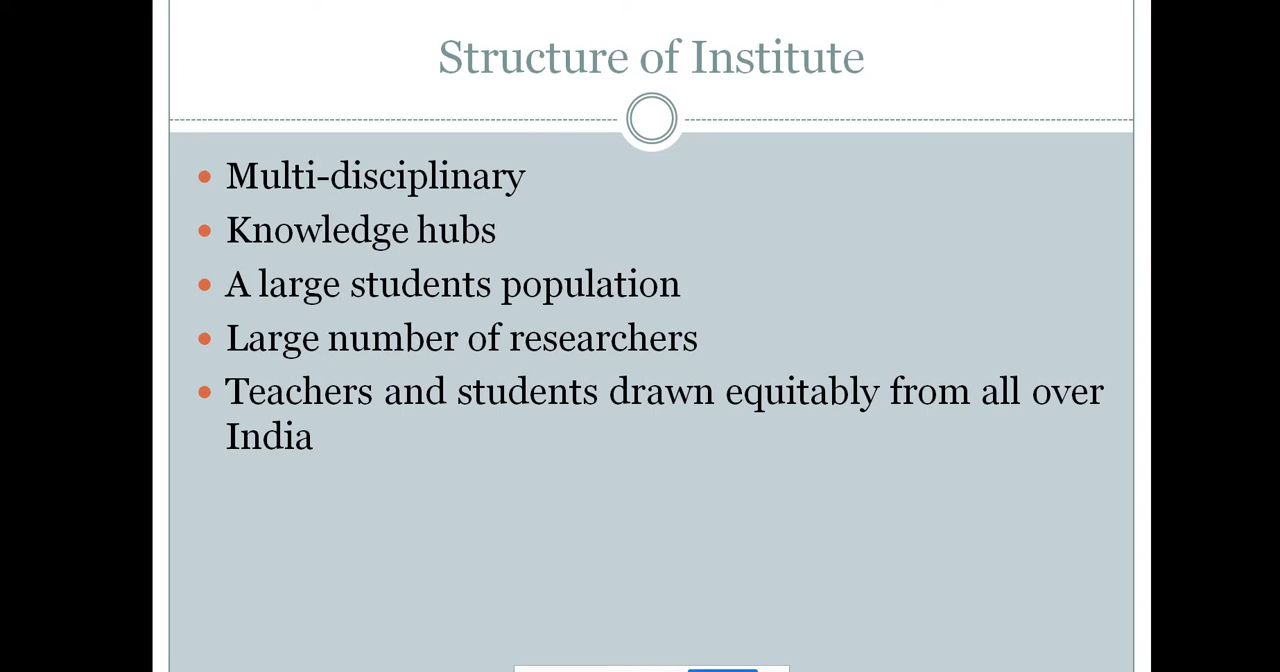 Structure of Institute
Multi-disciplinary
Knowledge hubs
A large students population
Large number of researchers
Teachers and students drawn equitably from all over
India